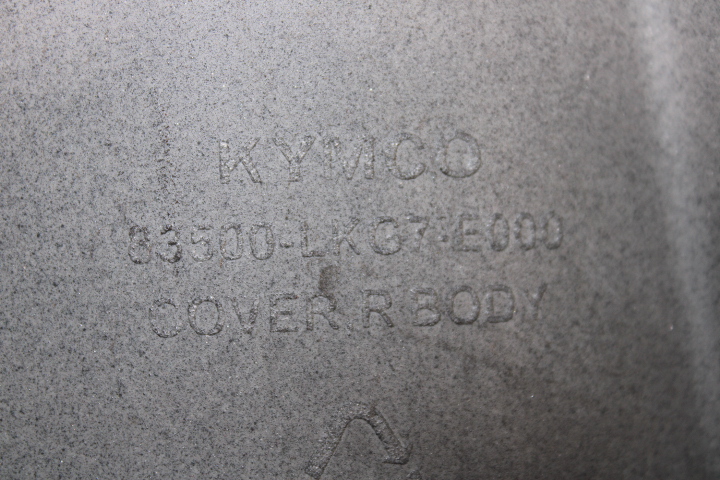 KYMCO
83500-LKG7-E000
COVER, R BODY